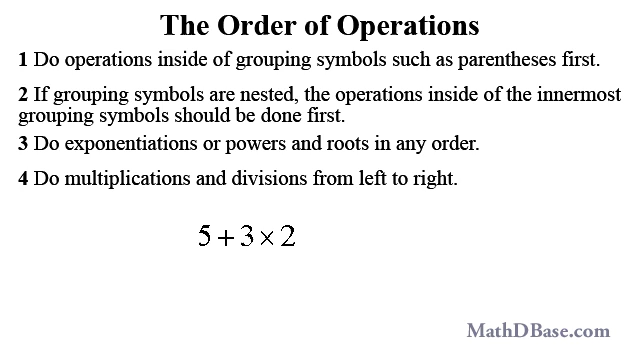 The Order of Operations
1 Do operations inside of grouping symbols such as parentheses first.
2 If grouping symbols are nested, the operations inside of the innermost
grouping symbols should be done first.
3 Do exponentiations or powers and roots in any order.
4 Do multiplications and divisions from left to right.
5+3×2
MathDBase.com